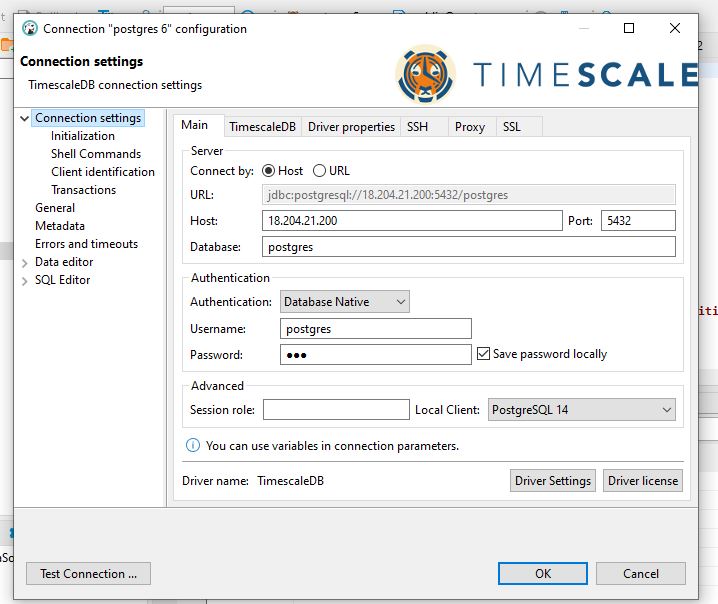 Connection "postgres 6" configuration
Connection settings
TimescaleDB connection settings
TIMESCALE
Connection settings
Initialization
Shell Commands
Client identification
Transactions
General
Metadata
Errors and timeouts
Data editor
SQL Editor
Main TimescaleDB Driver properties SSH Proxy SSL
Server
Connect by: Host URL
URL: jdbc:postgresql://18.204.21.200:5432/postgres
Host: 18.204.21.200 Port: 5432
Database: postgres
Authentication
Authentication: Database Native
Username: postgres
Password: •••  Save password locally
Advanced
Session role: Local Client: PostgreSQL 14
You can use variables in connection parameters.
Driver name: TimescaleDB Driver Settings Driver license
Test Connection ... OK Cancel